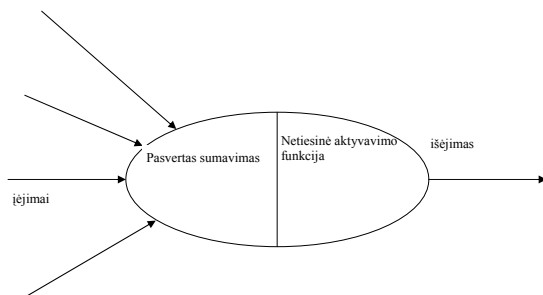 Netiesinė aktyvavimo
funkcija
Pasvertas sumavimas
išėjimas
įėjimai